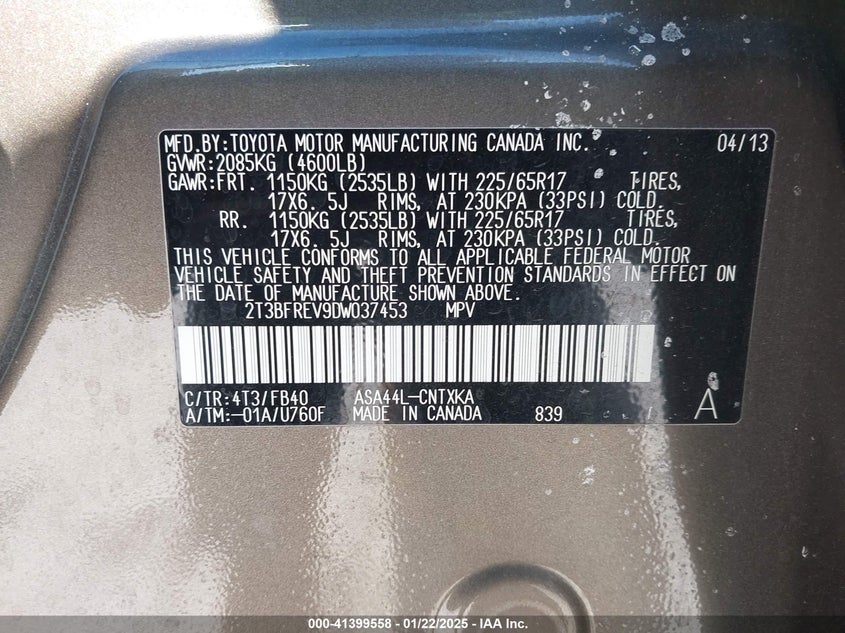 MFD.BY:TOYOTA MOTOR MANUFACTURING CANADA INC. 04/13
GVWR:2085KG (4600LB)
GAWR:FRT. 1150KG (2535LB) WITH 225/65R17 TIRES,
17X6. 5J RIMS, AT 230KPA (33PSI) COLD.
RR. 1150KG (2535LB) WITH 225/65R17 TIRES,
17X6. 5J RIMS, AT 230KPA (33PSI) COLD.
THIS VEHICLE CONFORMS TO ALL APPLICABLE FEDERAL MOTOR
VEHICLE SAFETY AND THEFT PREVENTION STANDARDS IN EFFECT ON
THE DATE OF MANUFACTURE SHOWN ABOVE.
2T3BFREV9DW037453 MPV
C/TR:4T3/FB40 ASA44L-CNTXKA
A/TM:-01A/U760F MADE IN CANADA 839 / A
000-41399558 - 01/22/2025 - IAA Inc.